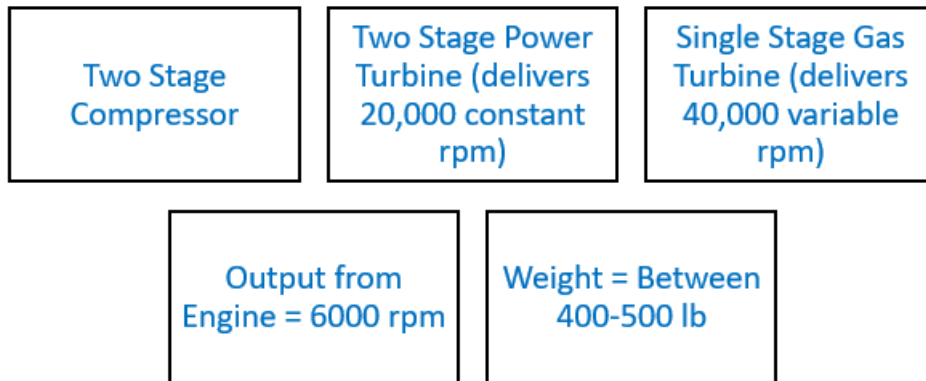 Two Stage
Compressor
Two Stage Power
Turbine (delivers
20,000 constant
rpm)
Single Stage Gas
Turbine (delivers
40,000 variable
rpm)
Output from
Engine = 6000 rpm
Weight = Between
400-500 lb